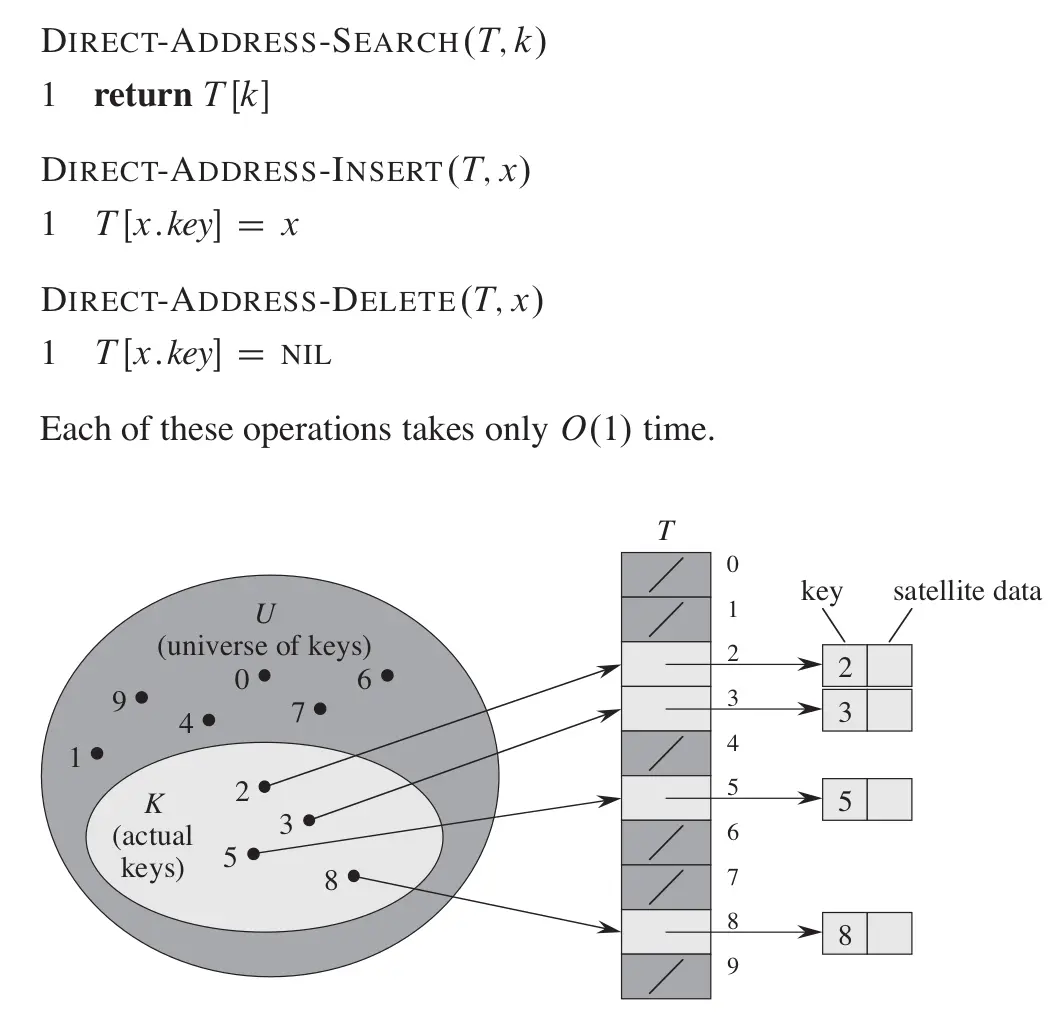 DIRECT-ADDRESS-SEARCH(T, k)
1 return T[k]
DIRECT-ADDRESS-INSERT(T, x)
1 T[x.key] = x
DIRECT-ADDRESS-DELETE(T, x)
1 T[x.key] = NIL
Each of these operations takes only O(1) time.
T
U
(universe of keys)
0
6
9
4
7
1
K
(actual
keys)
2
3
5
8
0
1
2
3
4
5
6
7
8
9
key
satellite data
2
3
5
8